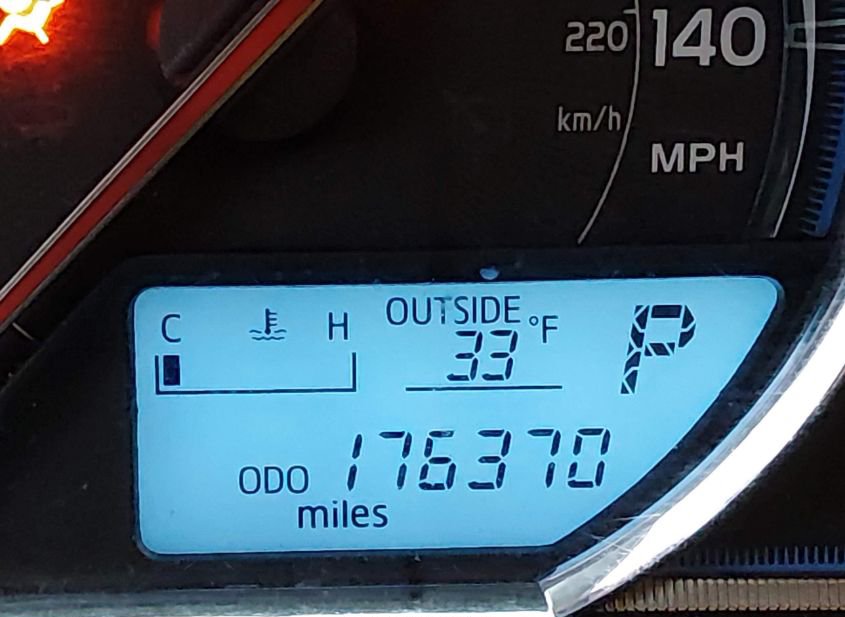 220 140
km/h
MPH
C H OUTSIDE °F P
33
ODO 176370
miles